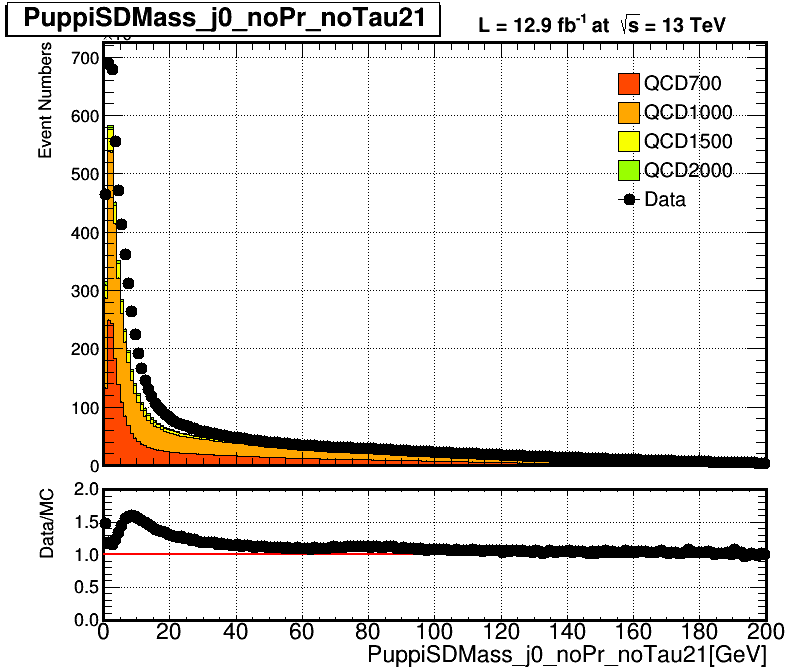 PuppiSDMass_j0_noPr_noTau21
L = 12.9 fb-1 at √s = 13 TeV
Event Numbers
700
600
500
400
300
200
100
0
QCD700
QCD1000
QCD1500
QCD2000
Data
Data/MC
2.0
1.5
1.0
0.5
0.0
0 20 40 60 80 100 120 140 160 180 200
PuppiSDMass_j0_noPr_noTau21[GeV]